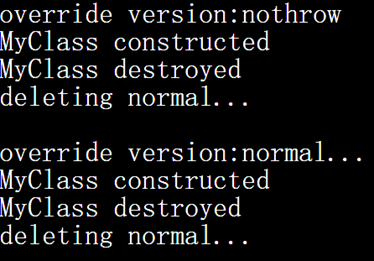 override version:nothrow
MyClass constructed
MyClass destroyed
deleting normal...
override version:normal...
MyClass constructed
MyClass destroyed
deleting normal...